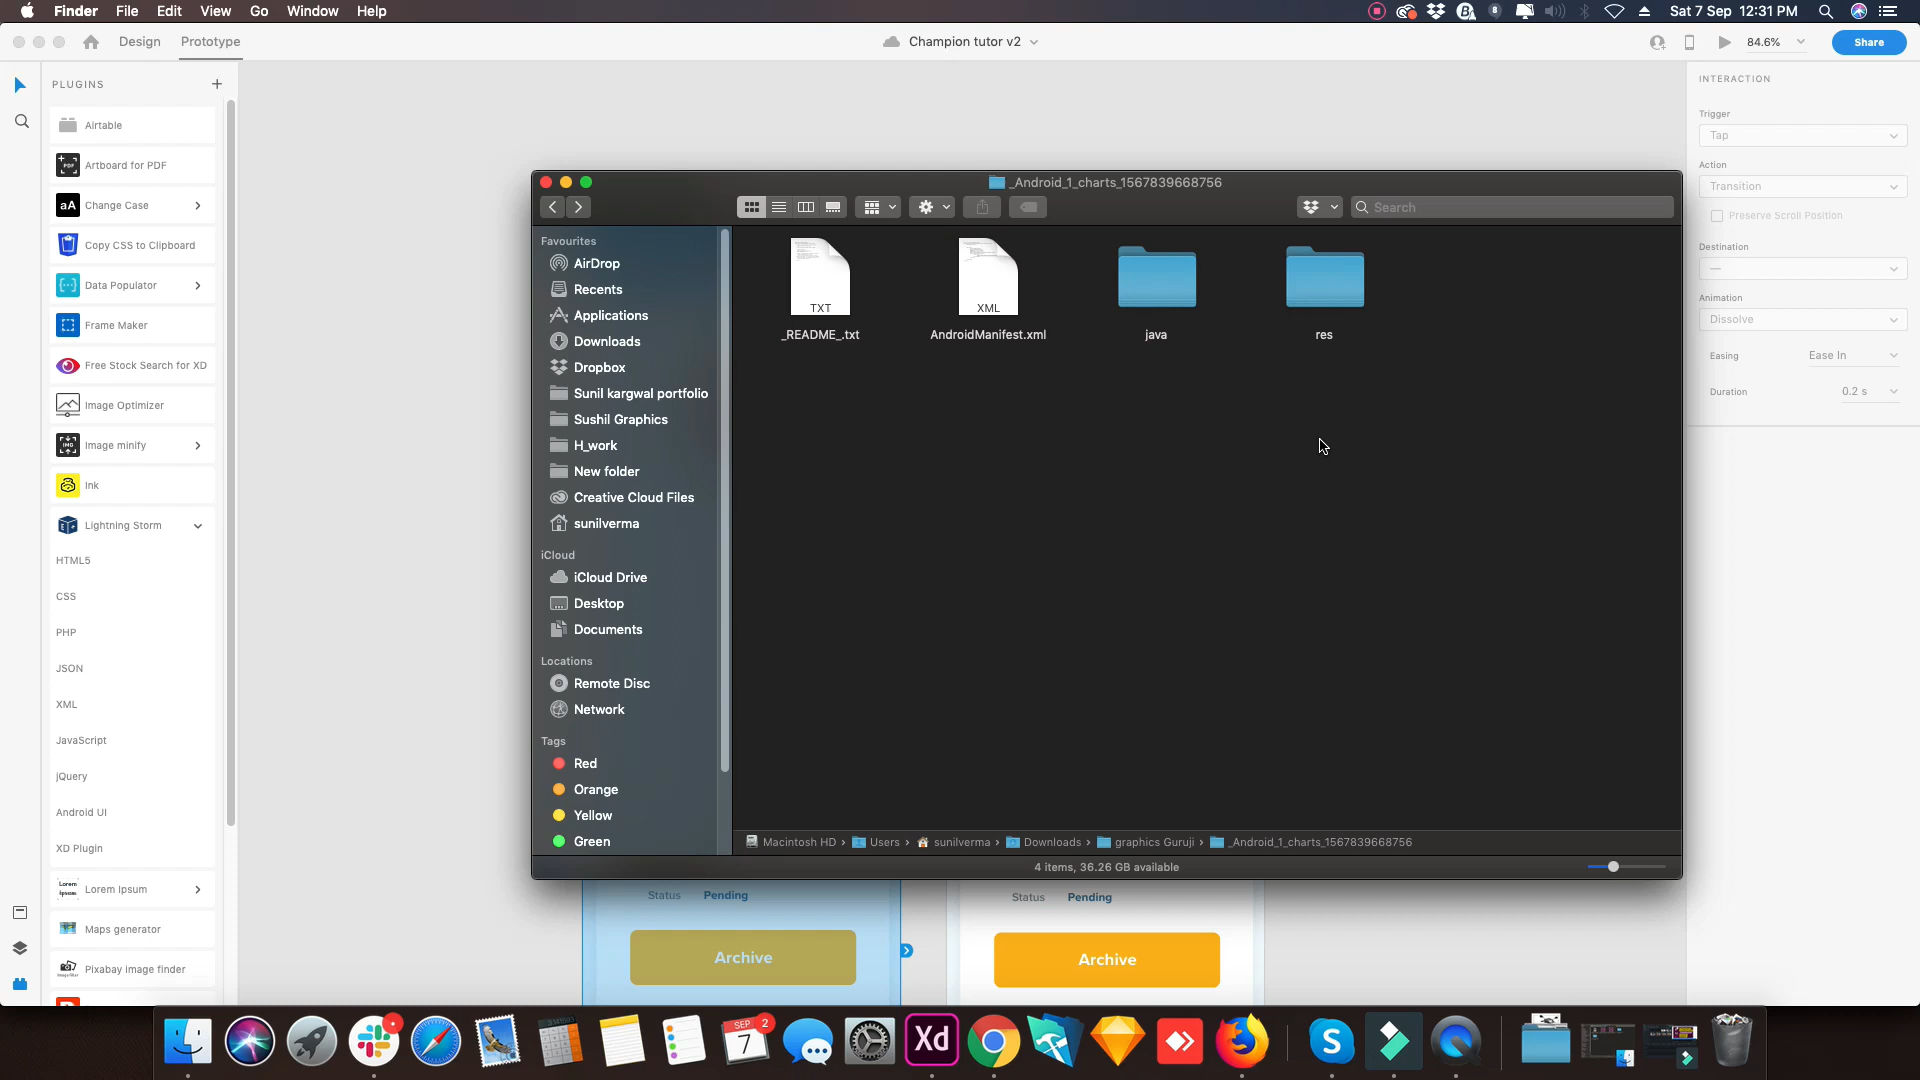 Finder File Edit View Go Window Help
Sat 7 Sep 12:31 PM
Design Prototype
Champion tutor v2
84.6%
Share
PLUGINS
Airtable
Artboard for PDF
Change Case
Copy CSS to Clipboard
Data Populator
Frame Maker
Free Stock Search for XD
Image Optimizer
Image minify
Ink
Lightning Storm
HTML5
CSS
PHP
JSON
XML
JavaScript
jQuery
Android UI
XD Plugin
Lorem Ipsum
Maps generator
Pixabay image finder
_Android_1_charts_1567839668756
Search
Favourites
AirDrop
Recents
Applications
Downloads
Dropbox
Sunil kargwal portfolio
Sushil Graphics
H_work
New folder
Creative Cloud Files
sunilverma
iCloud
iCloud Drive
Desktop
Documents
Locations
Remote Disc
Network
Tags
Red
Orange
Yellow
Green
TXT
_README_.txt
XML
AndroidManifest.xml
java
res
Macintosh HD › Users › sunilverma › Downloads › graphics Guruji › _Android_1_charts_1567839668756
4 items, 36.26 GB available
Status Pending
Archive
Status Pending
Archive
INTERACTION
Trigger
Tap
Action
Transition
Preserve Scroll Position
Destination
—
Animation
Dissolve
Easing Ease In
Duration 0.2 s
SEP 2
7
Xd